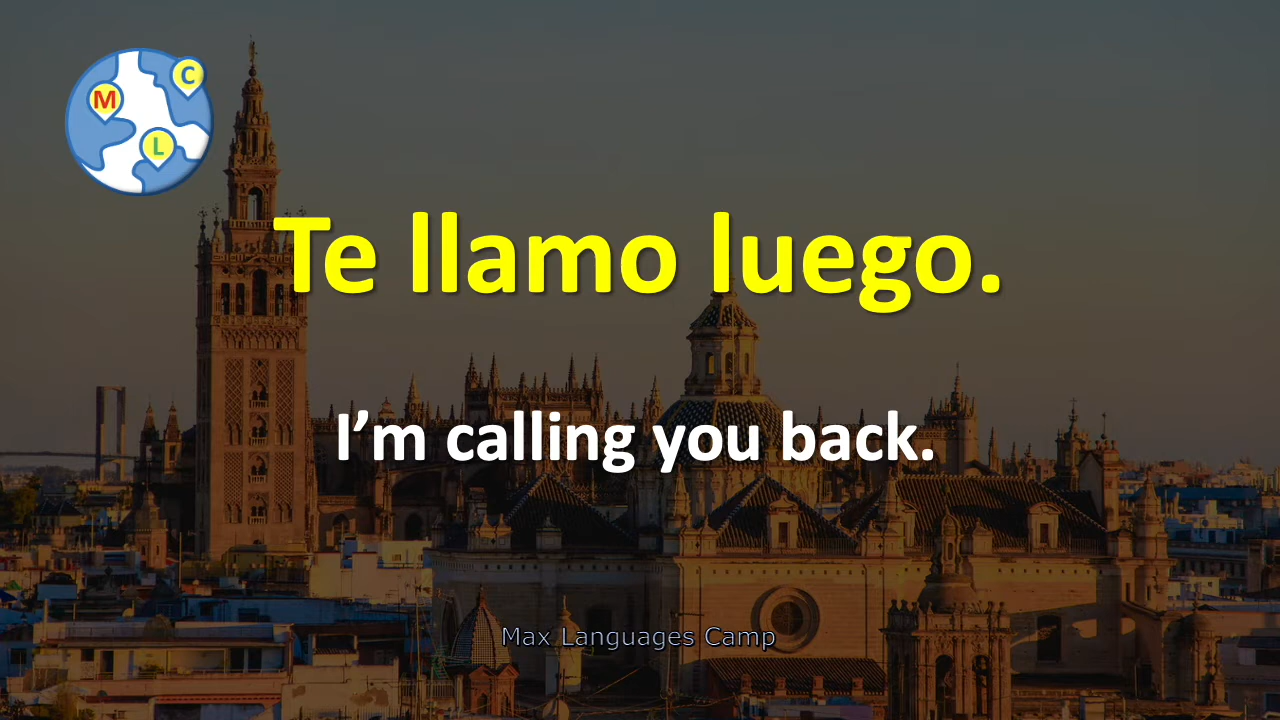 C
M
L
Te llamo luego.
I’m calling you back.
Max Languages Camp